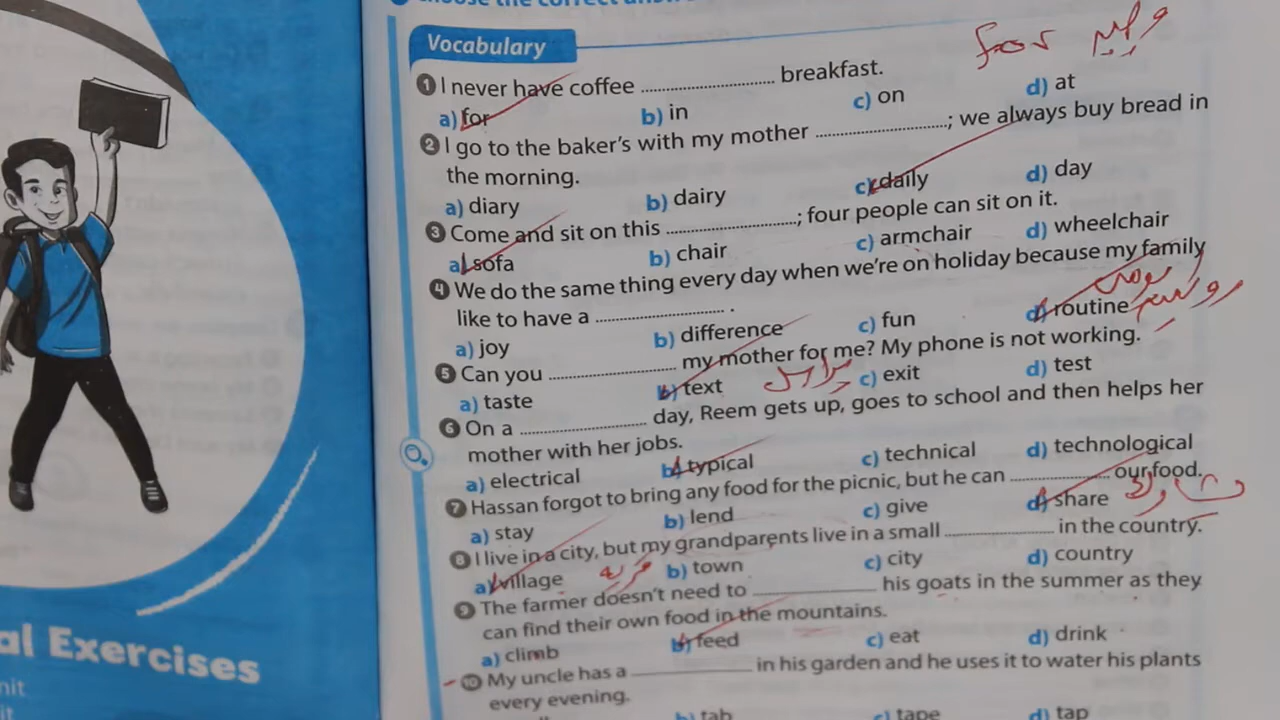 Vocabulary
for
1 I never have coffee .......... breakfast.
a) for b) in c) on d) at
2 I go to the baker's with my mother ..........; we always buy bread in
the morning.
a) diary b) dairy c) daily d) day
3 Come and sit on this ..........; four people can sit on it.
a) sofa b) chair c) armchair d) wheelchair
4 We do the same thing every day when we're on holiday because my family
like to have a .......... .
a) joy b) difference c) fun d) routine
5 Can you .......... my mother for me? My phone is not working.
a) taste b) text c) exit d) test
6 On a .......... day, Reem gets up, goes to school and then helps her
mother with her jobs.
a) electrical b) typical c) technical d) technological
7 Hassan forgot to bring any food for the picnic, but he can .......... our food.
a) stay b) lend c) give d) share
8 I live in a city, but my grandparents live in a small .......... in the country.
a) village قرية b) town c) city d) country
9 The farmer doesn't need to .......... his goats in the summer as they
can find their own food in the mountains.
a) climb b) feed c) eat d) drink
10 My uncle has a .......... in his garden and he uses it to water his plants
every evening.
b) tab c) tape d) tap
al Exercises